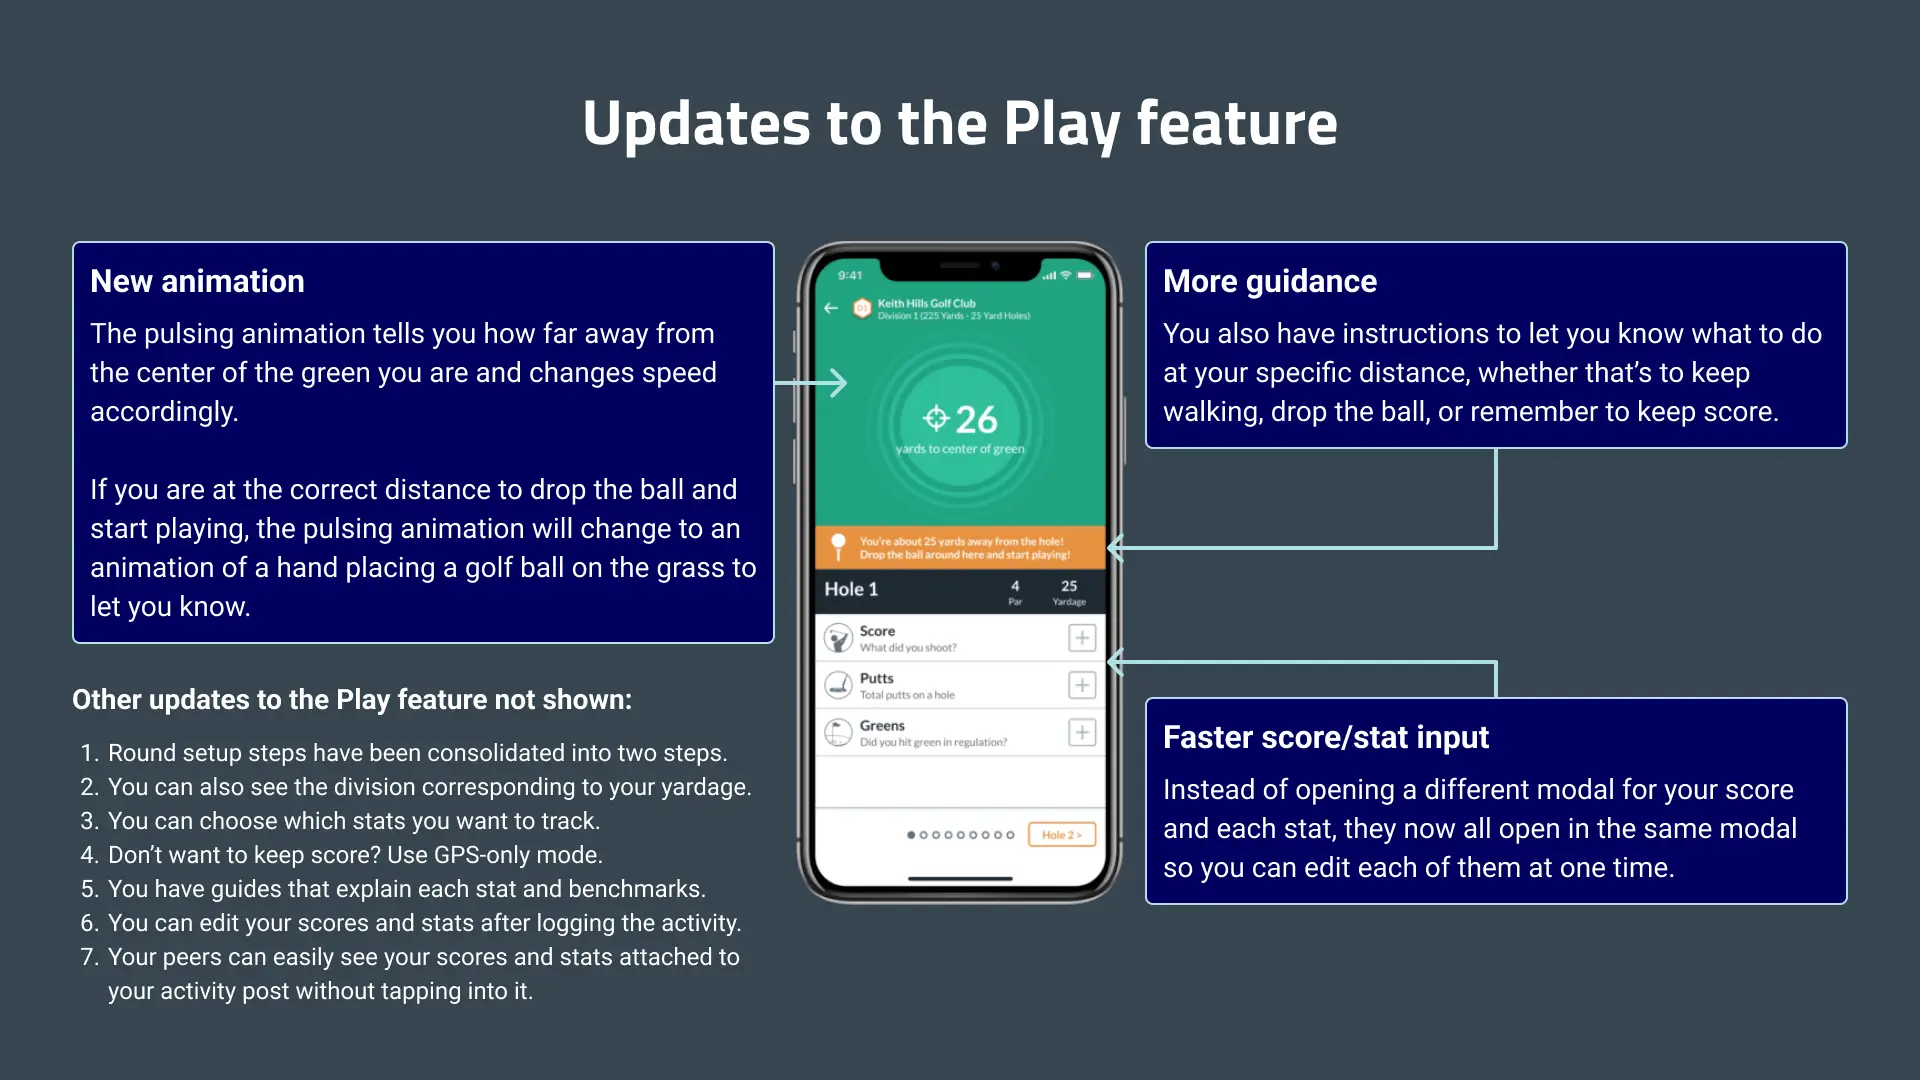 Updates to the Play feature
New animation
The pulsing animation tells you how far away from
the center of the green you are and changes speed
accordingly.
If you are at the correct distance to drop the ball and
start playing, the pulsing animation will change to an
animation of a hand placing a golf ball on the grass to
let you know.
Other updates to the Play feature not shown:
1. Round setup steps have been consolidated into two steps.
2. You can also see the division corresponding to your yardage.
3. You can choose which stats you want to track.
4. Don’t want to keep score? Use GPS-only mode.
5. You have guides that explain each stat and benchmarks.
6. You can edit your scores and stats after logging the activity.
7. Your peers can easily see your scores and stats attached to
your activity post without tapping into it.
9:41
D1
Keith Hills Golf Club
Division 1 (225 Yards - 25 Yard Holes)
26
yards to center of green
You’re about 25 yards away from the hole!
Drop the ball around here and start playing!
Hole 1
4
Par
25
Yardage
Score
What did you shoot?
Putts
Total putts on a hole
Greens
Did you hit green in regulation?
Hole 2 >
More guidance
You also have instructions to let you know what to do
at your specific distance, whether that’s to keep
walking, drop the ball, or remember to keep score.
Faster score/stat input
Instead of opening a different modal for your score
and each stat, they now all open in the same modal
so you can edit each of them at one time.